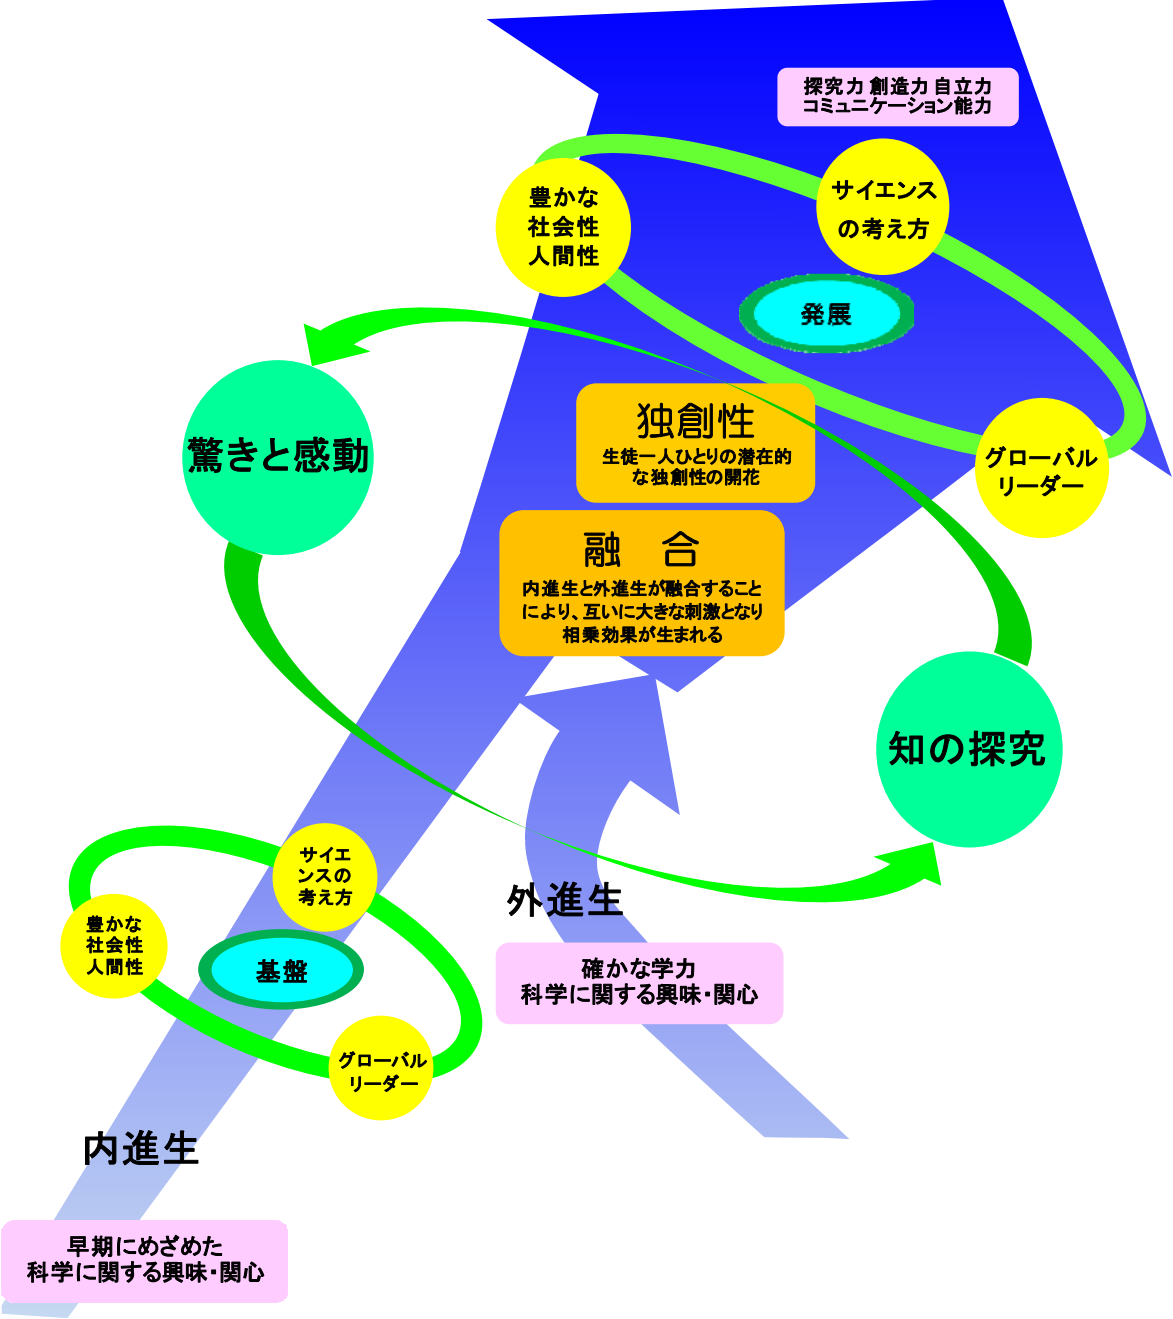 探究力 創造力 自立力
コミュニケーション能力
サイエンス
の考え方
豊かな
社会性
人間性
発展
グローバル
リーダー
独創性
生徒一人ひとりの潜在的
な独創性の開花
驚きと感動
融　合
内進生と外進生が融合すること
により、互いに大きな刺激となり
相乗効果が生まれる
知の探究
サイエ
ンスの
考え方
豊かな
社会性
人間性
基盤
グローバル
リーダー
外進生
確かな学力
科学に関する興味・関心
内進生
早期にめざめた
科学に関する興味・関心